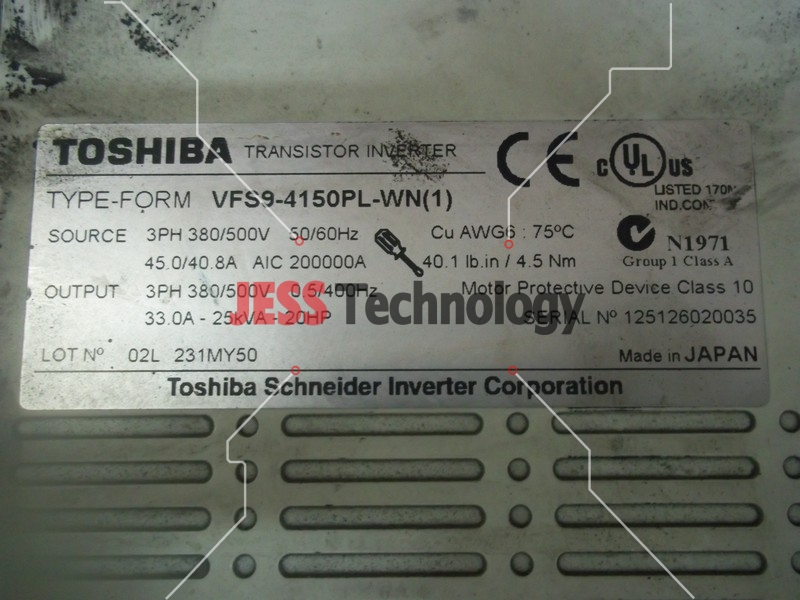 TOSHIBA TRANSISTOR INVERTER
CE
c UL US
LISTED 170M
IND.CONT.
TYPE-FORM VFS9-4150PL-WN(1)
SOURCE 3PH 380/500V 50/60Hz Cu AWG6 : 75ºC
N1971
45.0/40.8A AIC 200000A 40.1 lb.in / 4.5 Nm
Group 1 Class A
OUTPUT 3PH 380/500V 0.5/400Hz Motor Protective Device Class 10
JESS Technology
33.0A - 25kVA - 20HP SERIAL Nº 125126020035
LOT Nº 02L 231MY50 Made in JAPAN
Toshiba Schneider Inverter Corporation